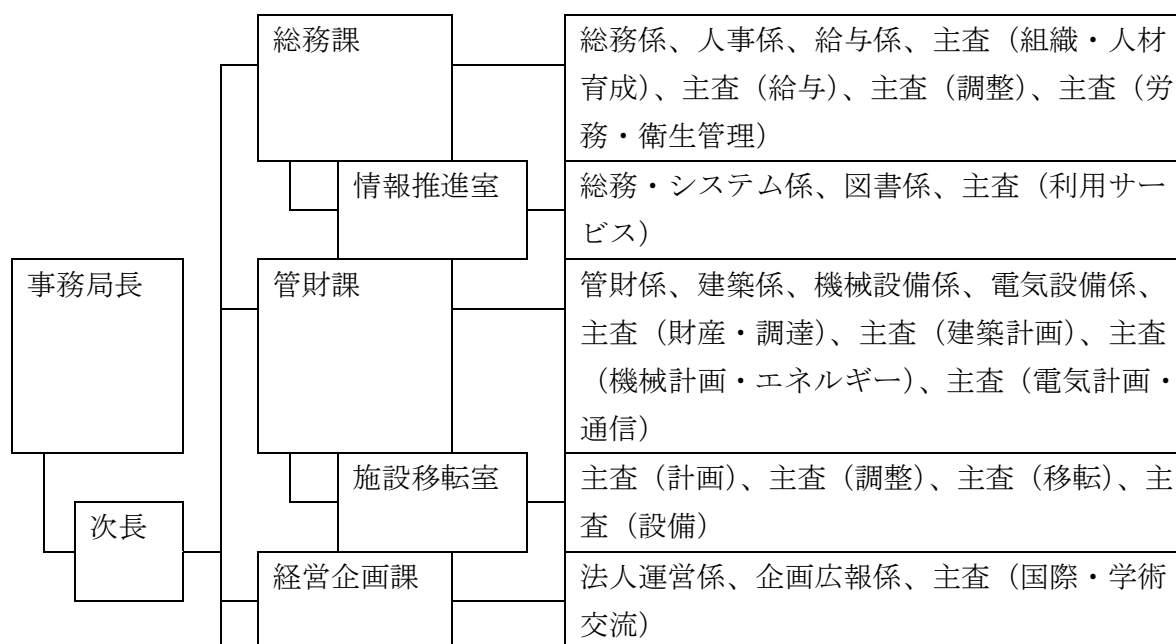 総務課
総務係、人事係、給与係、主査（組織・人材
育成）、主査（給与）、主査（調整）、主査（労
務・衛生管理）
情報推進室
総務・システム係、図書係、主査（利用サー
ビス）
事務局長
管財課
管財係、建築係、機械設備係、電気設備係、
主査（財産・調達）、主査（建築計画）、主査
（機械計画・エネルギー）、主査（電気計画・
通信）
施設移転室
主査（計画）、主査（調整）、主査（移転）、主
査（設備）
次長
経営企画課
法人運営係、企画広報係、主査（国際・学術
交流）